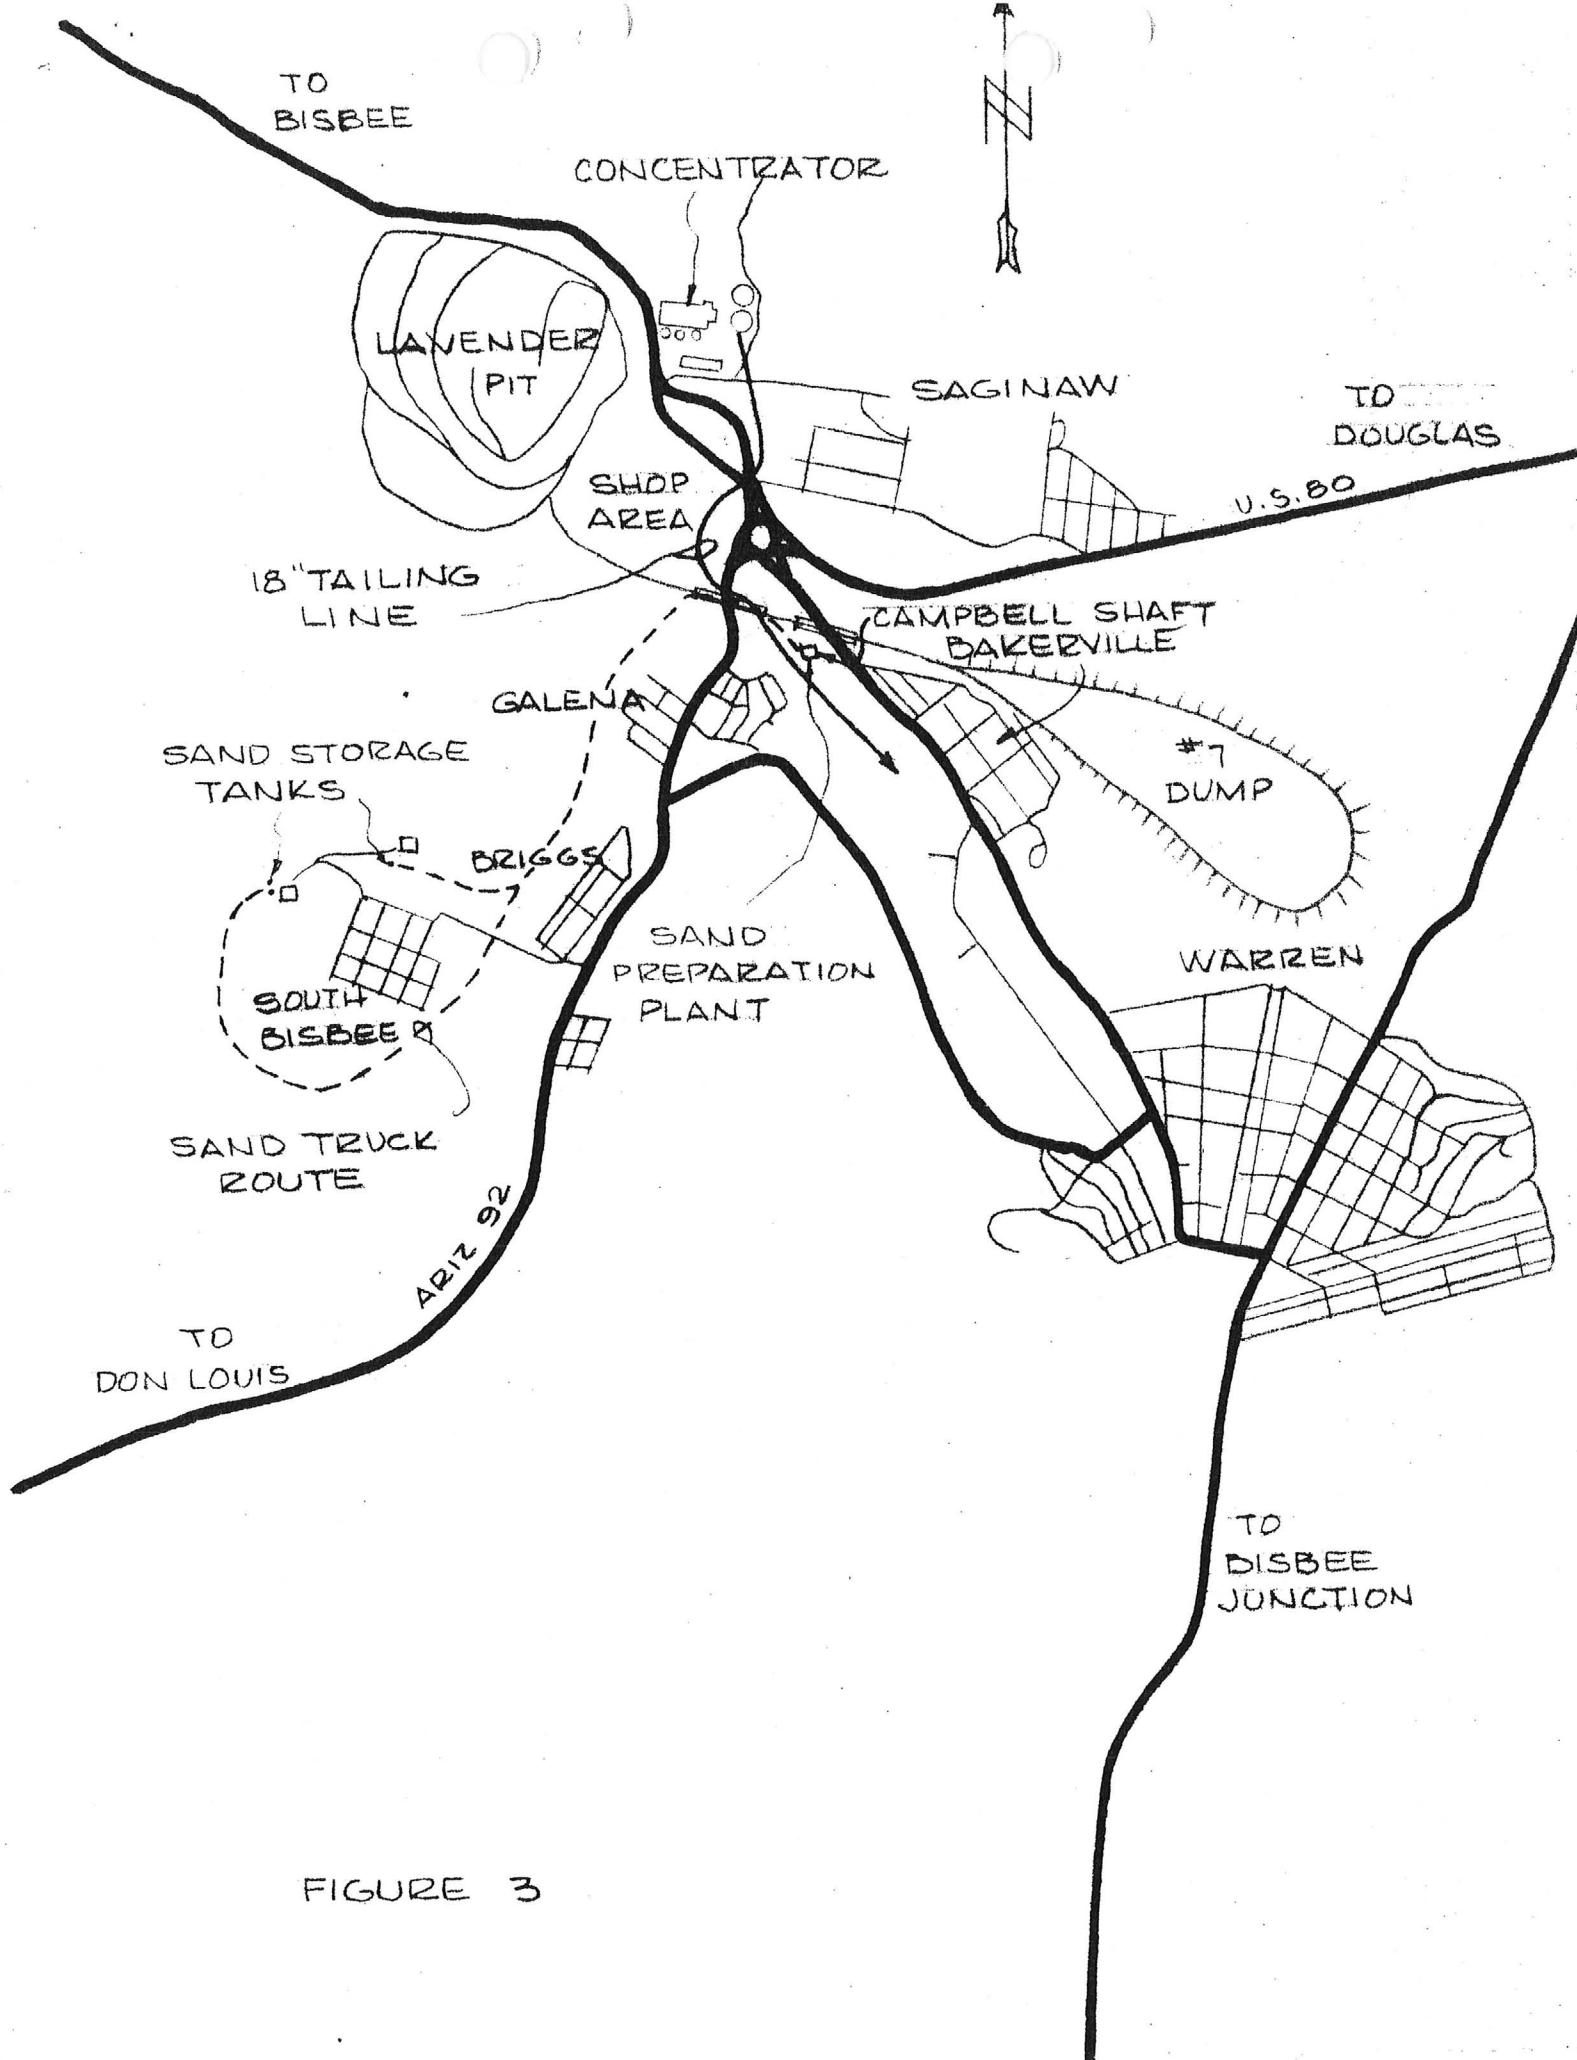 TO
BISBEE
N
CONCENTRATOR
LAVENDER
PIT
SAGINAW
TO
DOUGLAS
U.S. 80
SHOP
AREA
18" TAILING
LINE
CAMPBELL SHAFT
BAKERVILLE
GALENA
#7
DUMP
SAND STORAGE
TANKS
BRIGGS
SAND
PREPARATION
PLANT
WARREN
SOUTH
BISBEE
SAND TRUCK
ROUTE
ARIZ 92
TO
DON LOUIS
TO
BISBEE
JUNCTION
FIGURE 3